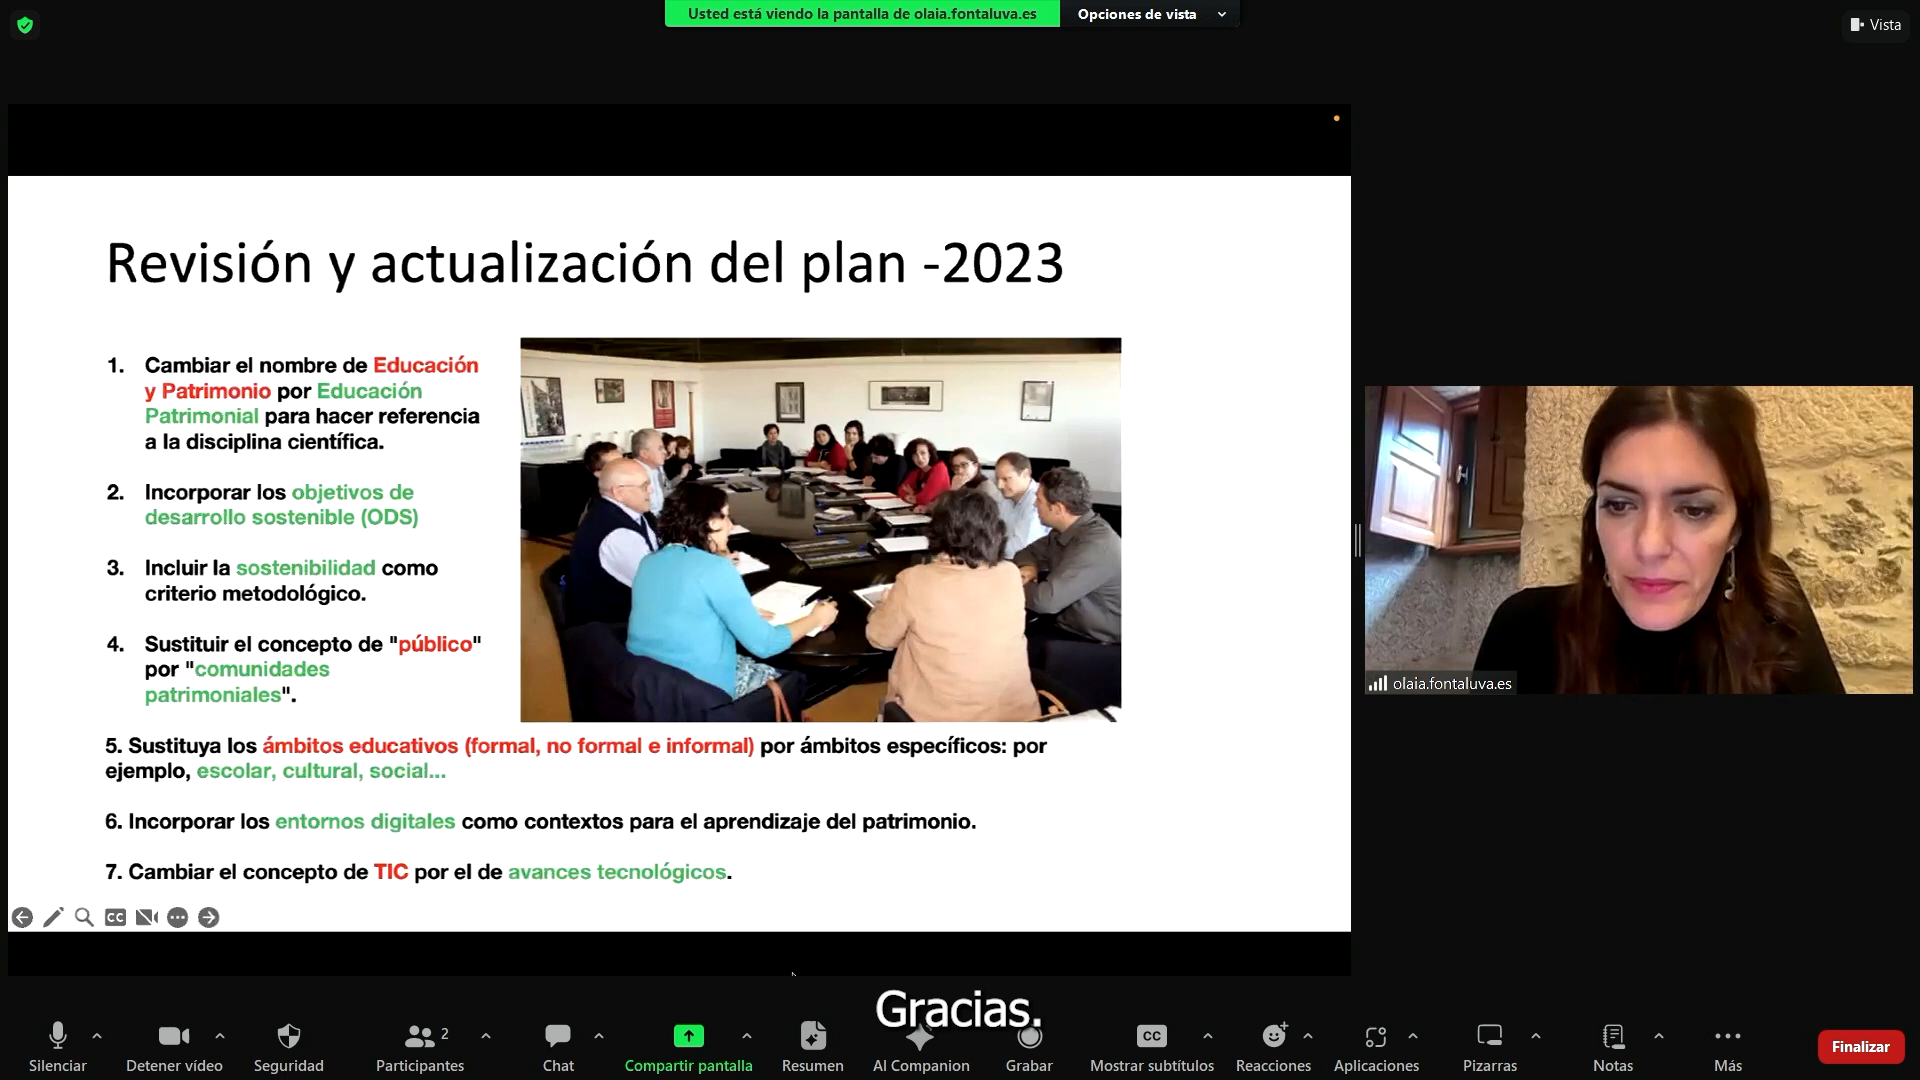 Usted está viendo la pantalla de olaia.fontaluva.es
Opciones de vista
Vista
Revisión y actualización del plan -2023
1. Cambiar el nombre de Educación
y Patrimonio por Educación
Patrimonial para hacer referencia
a la disciplina científica.
2. Incorporar los objetivos de
desarrollo sostenible (ODS)
3. Incluir la sostenibilidad como
criterio metodológico.
4. Sustituir el concepto de "público"
por "comunidades
patrimoniales".
5. Sustituya los ámbitos educativos (formal, no formal e informal) por ámbitos específicos: por
ejemplo, escolar, cultural, social...
6. Incorporar los entornos digitales como contextos para el aprendizaje del patrimonio.
7. Cambiar el concepto de TIC por el de avances tecnológicos.
CC
olaia.fontaluva.es
Gracias.
2
CC
Silenciar
Detener vídeo
Seguridad
Participantes
Chat
Compartir pantalla
Resumen
AI Companion
Grabar
Mostrar subtítulos
Reacciones
Aplicaciones
Pizarras
Notas
Más
Finalizar